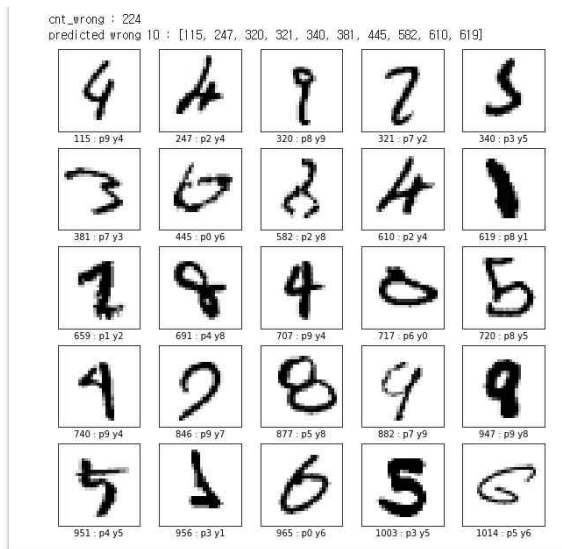 cnt_wrong : 224
predicted wrong 10 : [115, 247, 320, 321, 340, 381, 445, 582, 610, 619]
115 : p9 y4 247 : p2 y4 320 : p8 y9 321 : p7 y2 340 : p3 y5
381 : p7 y3 445 : p0 y6 582 : p2 y8 610 : p2 y4 619 : p8 y1
659 : p1 y2 691 : p4 y8 707 : p9 y4 717 : p6 y0 720 : p8 y5
740 : p9 y4 846 : p9 y7 877 : p5 y8 882 : p7 y9 947 : p9 y8
951 : p4 y5 956 : p3 y1 965 : p0 y6 1003 : p3 y5 1014 : p5 y6